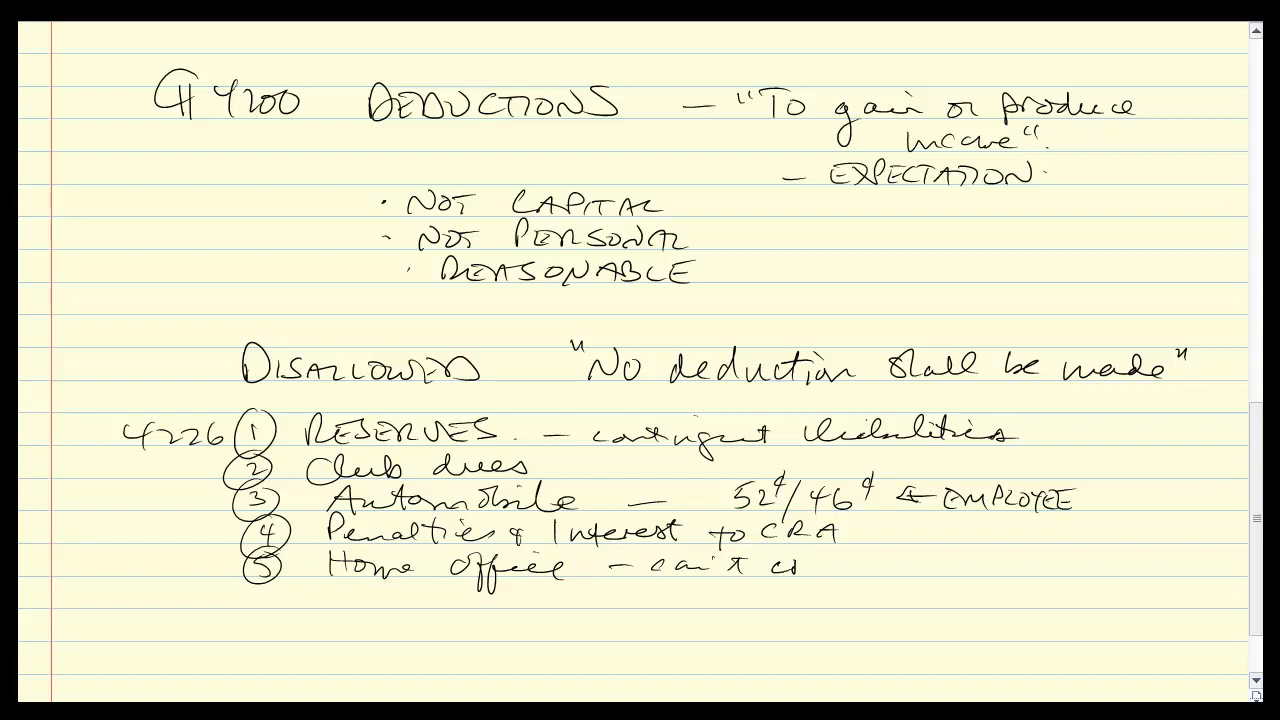 ¶ 4200 DEDUCTIONS — "To gain or produce
income".
— EXPECTATION.
· NOT CAPITAL
- NOT PERSONAL
· REASONABLE
DISALLOWED "No deduction shall be made"
4226 ① RESERVES. — contingent liabilities
② Club dues
③ Automobile — 52¢/46¢ ← EMPLOYEE
④ Penalties & Interest to CRA
⑤ Home office – can't